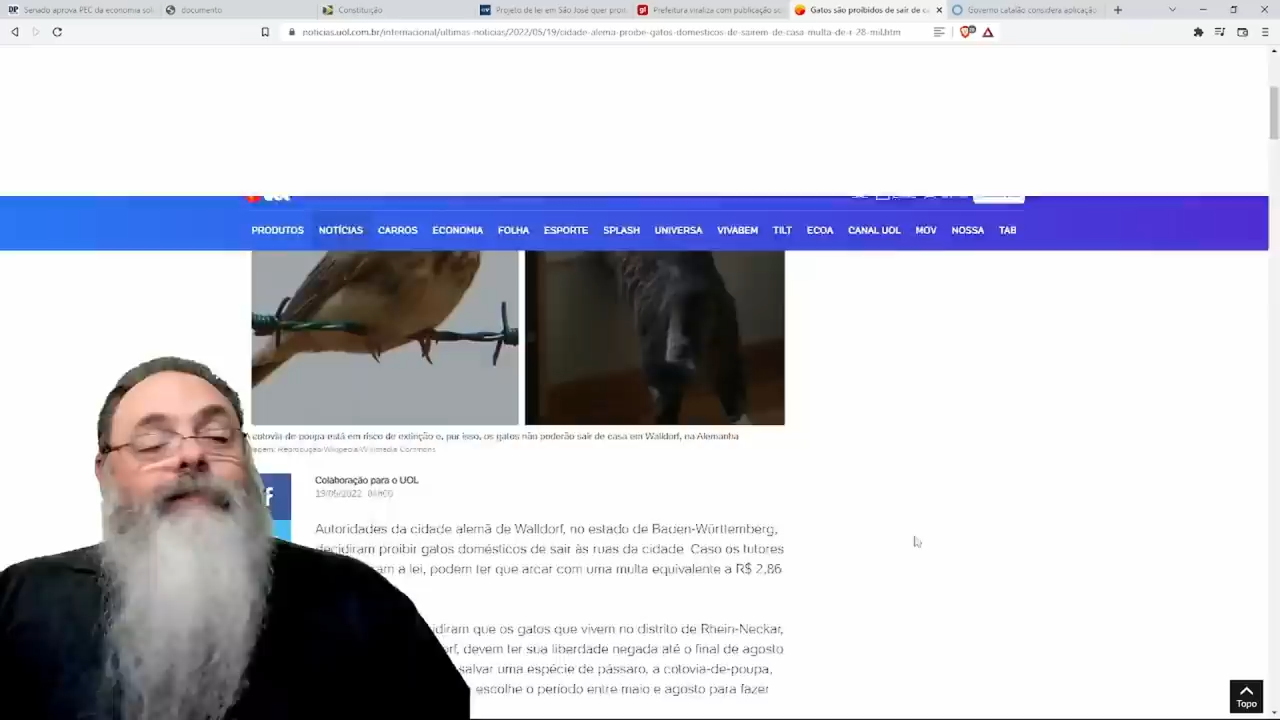 Senado aprova PEC da economia sol
documento
Constituição
Projeto de lei em São José quer proi
Prefeitura viraliza com publicação so
Gatos são proibidos de sair de c
Governo catalão considera aplicação
noticias.uol.com.br/internacional/ultimas-noticias/2022/05/19/cidade-alema-proibe-gatos-domesticos-de-sairem-de-casa-multa-de-r-28-mil.htm
PRODUTOS NOTÍCIAS CARROS ECONOMIA FOLHA ESPORTE SPLASH UNIVERSA VIVABEM TILT ECOA CANAL UOL MOV NOSSA TAB
cotovia de poupa está em risco de extinção e, por isso, os gatos não poderão sair de casa em Walldorf, na Alemanha
Imagem: Reprodução/Wikipedia/Wikimedia Commons
Colaboração para o UOL
19/05/2022 04h00
Autoridades da cidade alemã de Walldorf, no estado de Baden-Württemberg,
decidiram proibir gatos domésticos de sair às ruas da cidade. Caso os tutores
am a lei, podem ter que arcar com uma multa equivalente a R$ 2,86
diram que os gatos que vivem no distrito de Rhein-Neckar,
orf, devem ter sua liberdade negada até o final de agosto
salvar uma espécie de pássaro, a cotovia-de-poupa,
escolhe o período entre maio e agosto para fazer
Topo